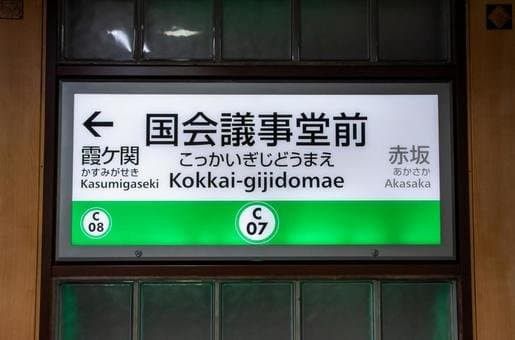 ←
国会議事堂前
霞ケ関
こっかいぎじどうまえ
赤坂
かすみがせき
あかさか
Kasumigaseki
Kokkai-gijidomae
Akasaka
C
08
C
07